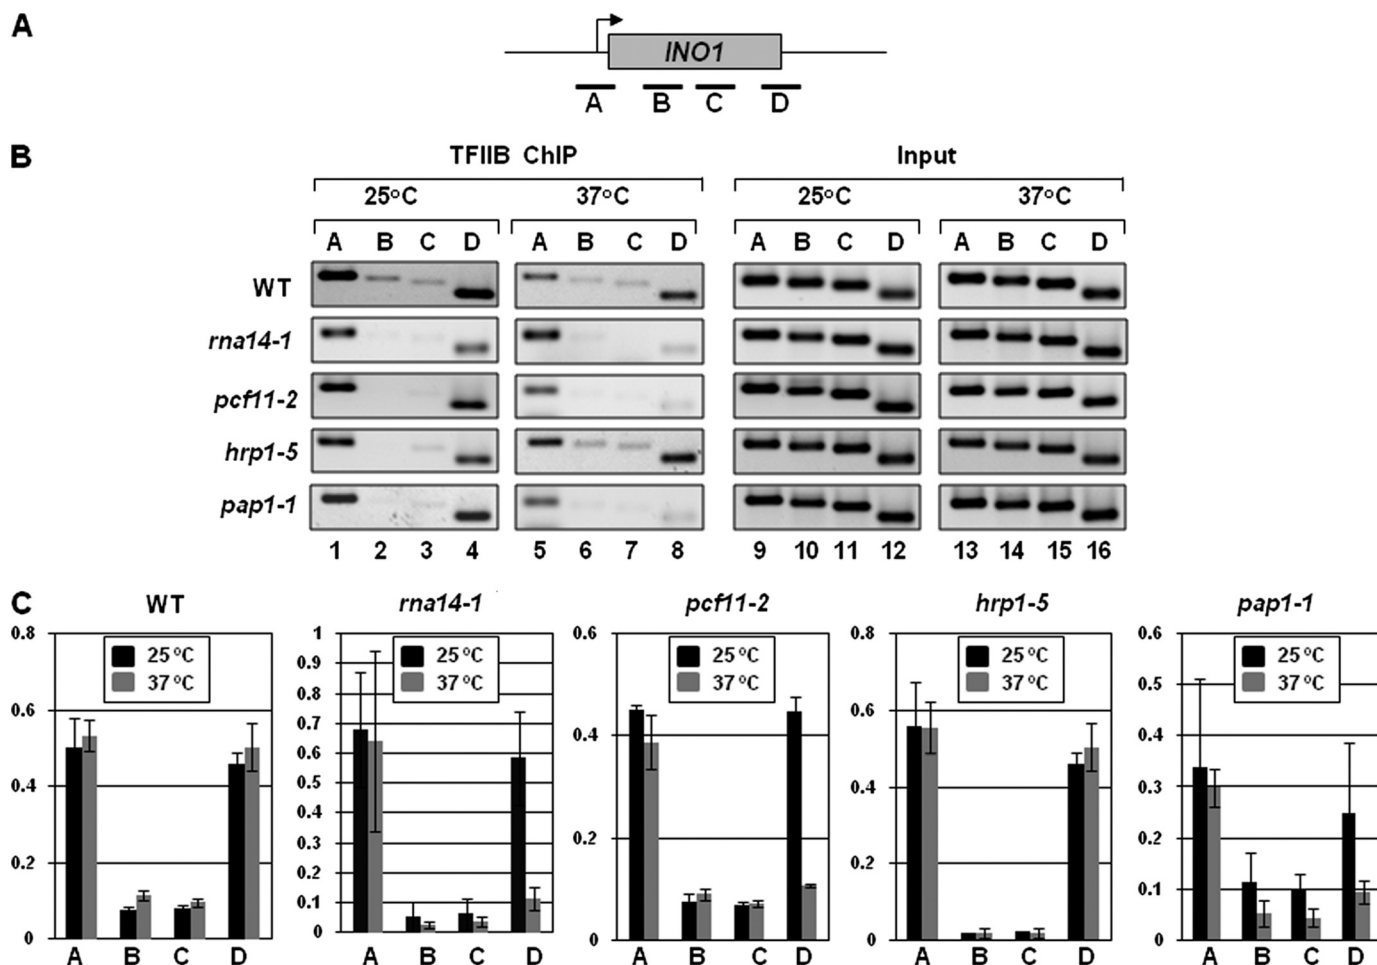 A
INO1
A B C D
B
TFIIB ChIP Input
25°C 37°C 25°C 37°C
A B C D A B C D A B C D A B C D
WT
rna14-1
pcf11-2
hrp1-5
pap1-1
1 2 3 4 5 6 7 8 9 10 11 12 13 14 15 16
C
WT
0.8
0.6
0.4
0.2
0
25 °C
37 °C
A B C D
rna14-1
1
0.9
0.8
0.7
0.6
0.5
0.4
0.3
0.2
0.1
0
25 °C
37 °C
A B C D
pcf11-2
0.6
0.4
0.2
0
25 °C
37 °C
A B C D
hrp1-5
0.8
0.6
0.4
0.2
0
25 °C
37 °C
A B C D
pap1-1
0.6
0.5
0.4
0.3
0.2
0.1
0
25 °C
37 °C
A B C D